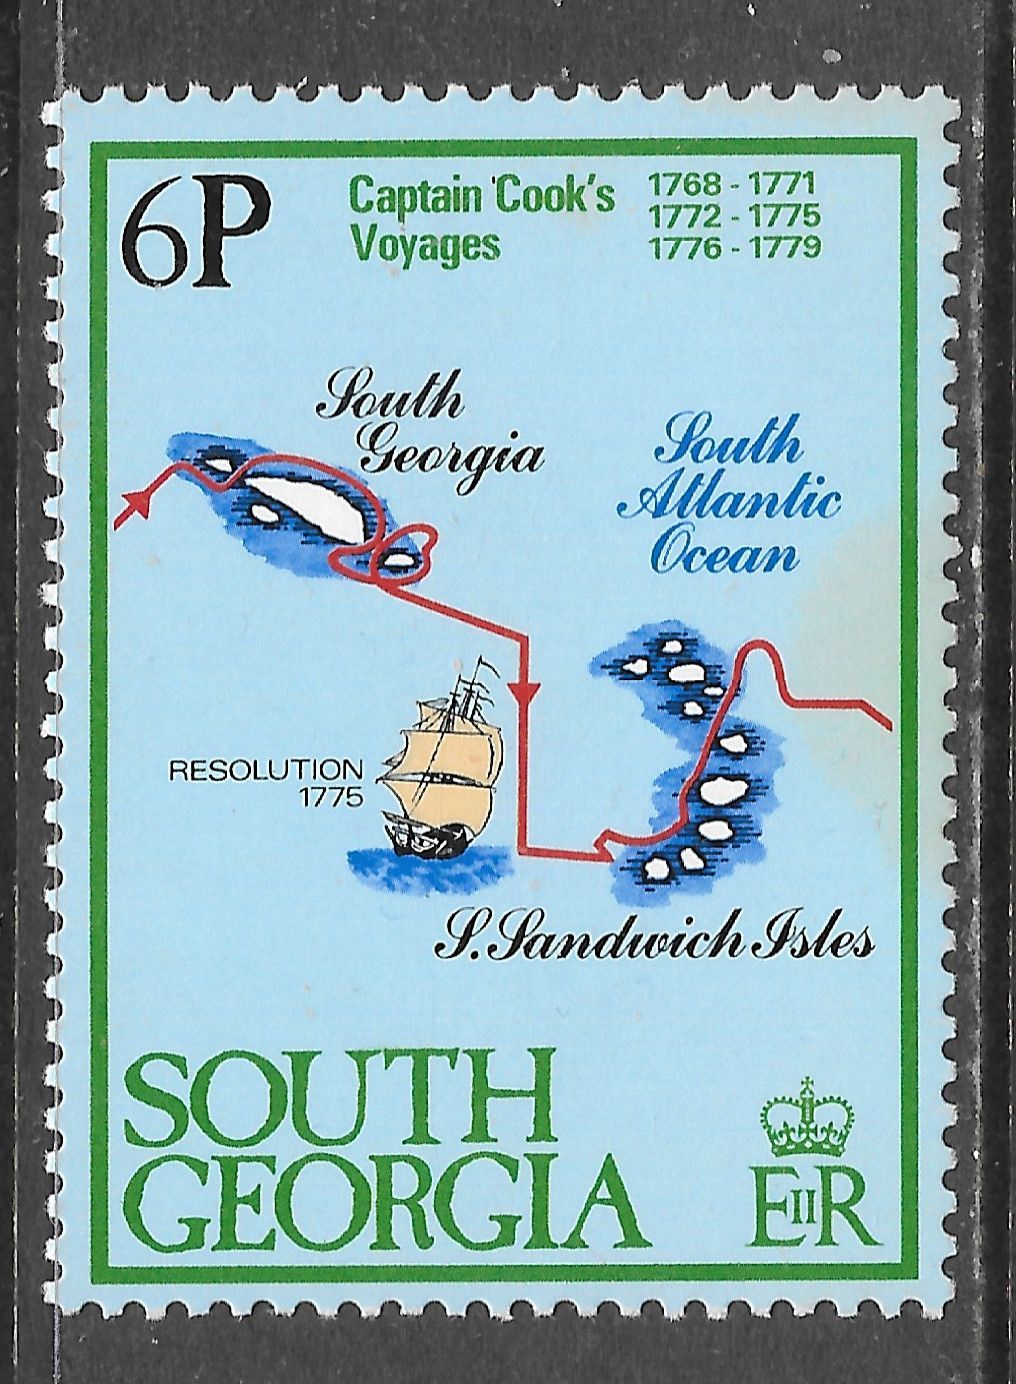 6P
Captain Cook's
Voyages
1768 - 1771
1772 - 1775
1776 - 1779
South
Georgia
South
Atlantic
Ocean
RESOLUTION
1775
S. Sandwich Isles
SOUTH
GEORGIA
EIIR